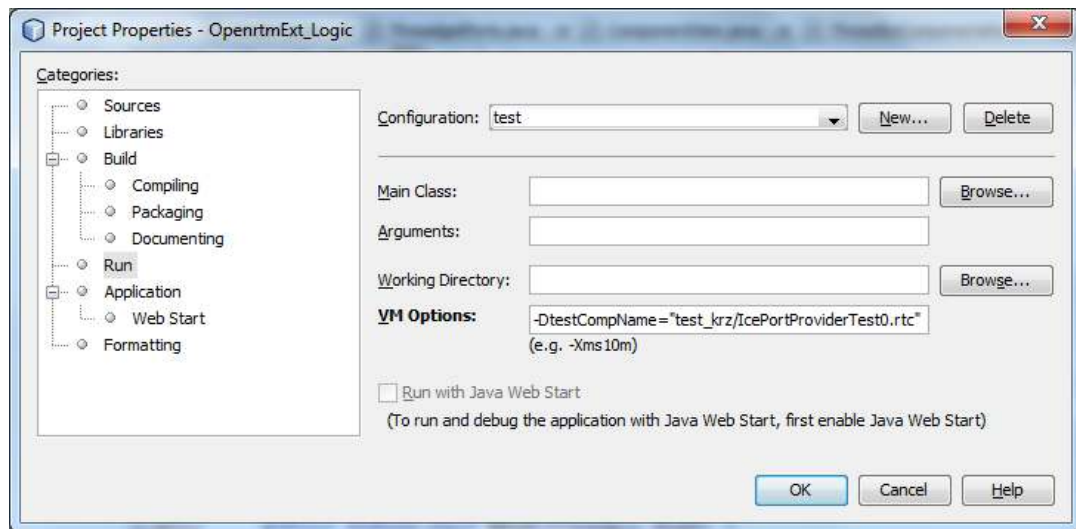 Project Properties - OpenrtmExt_Logic
Categories:
Sources
Libraries
Build
Compiling
Packaging
Documenting
Run
Application
Web Start
Formatting
Configuration: test New... Delete
Main Class: Browse...
Arguments:
Working Directory: Browse...
VM Options: -DtestCompName="test_krz/IcePortProviderTest0.rtc"
(e.g. -Xms10m)
Run with Java Web Start
(To run and debug the application with Java Web Start, first enable Java Web Start)
OK Cancel Help